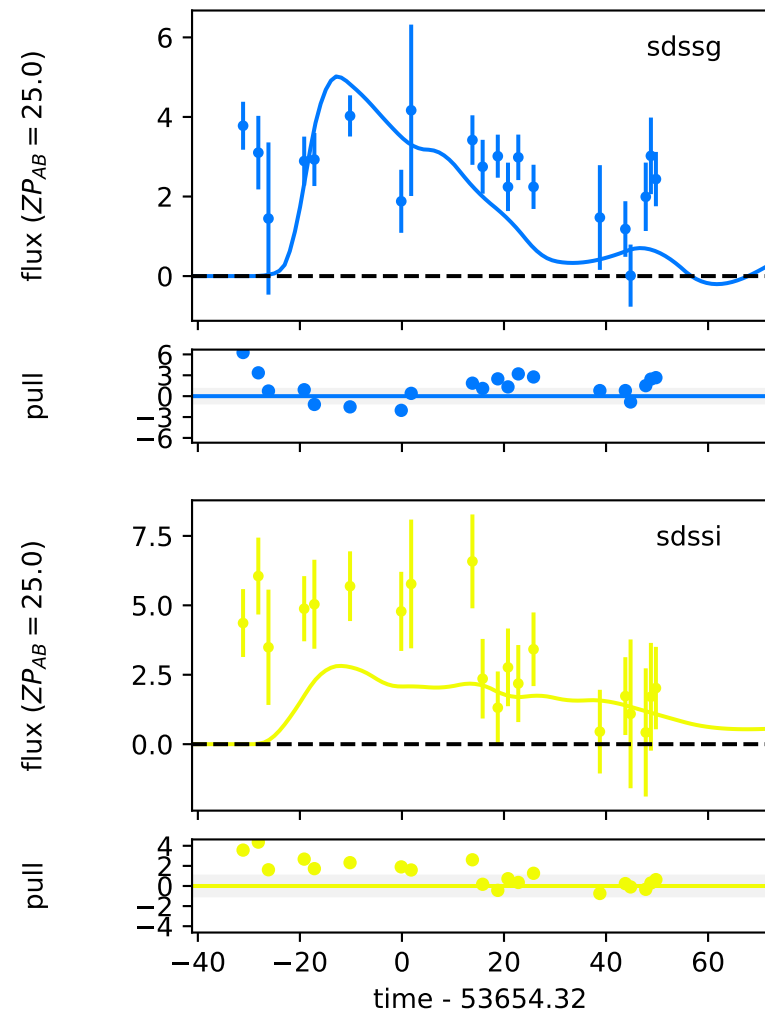 6
sdssg
4
2
0
flux (ZP_AB = 25.0)
6
3
0
−3
−6
pull
7.5
sdssi
5.0
2.5
0.0
flux (ZP_AB = 25.0)
4
2
0
−2
−4
pull
−40 −20 0 20 40 60
time - 53654.32